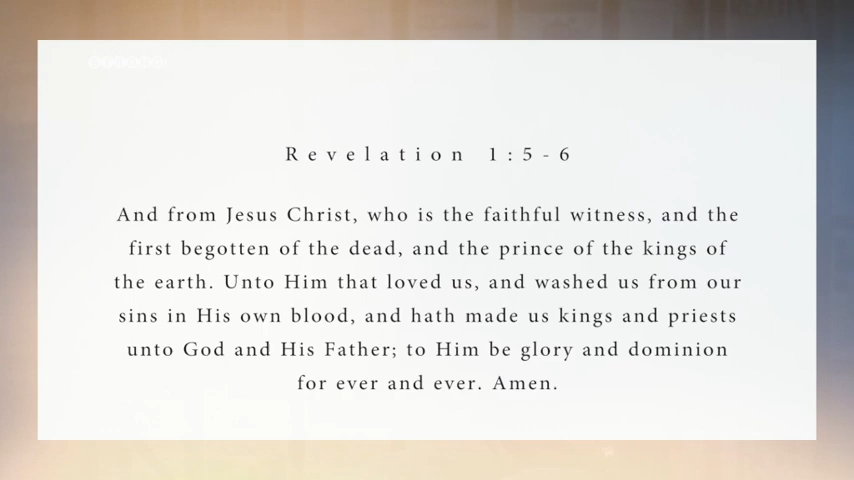 Revelation 1:5-6
And from Jesus Christ, who is the faithful witness, and the
first begotten of the dead, and the prince of the kings of
the earth. Unto Him that loved us, and washed us from our
sins in His own blood, and hath made us kings and priests
unto God and His Father; to Him be glory and dominion
for ever and ever. Amen.